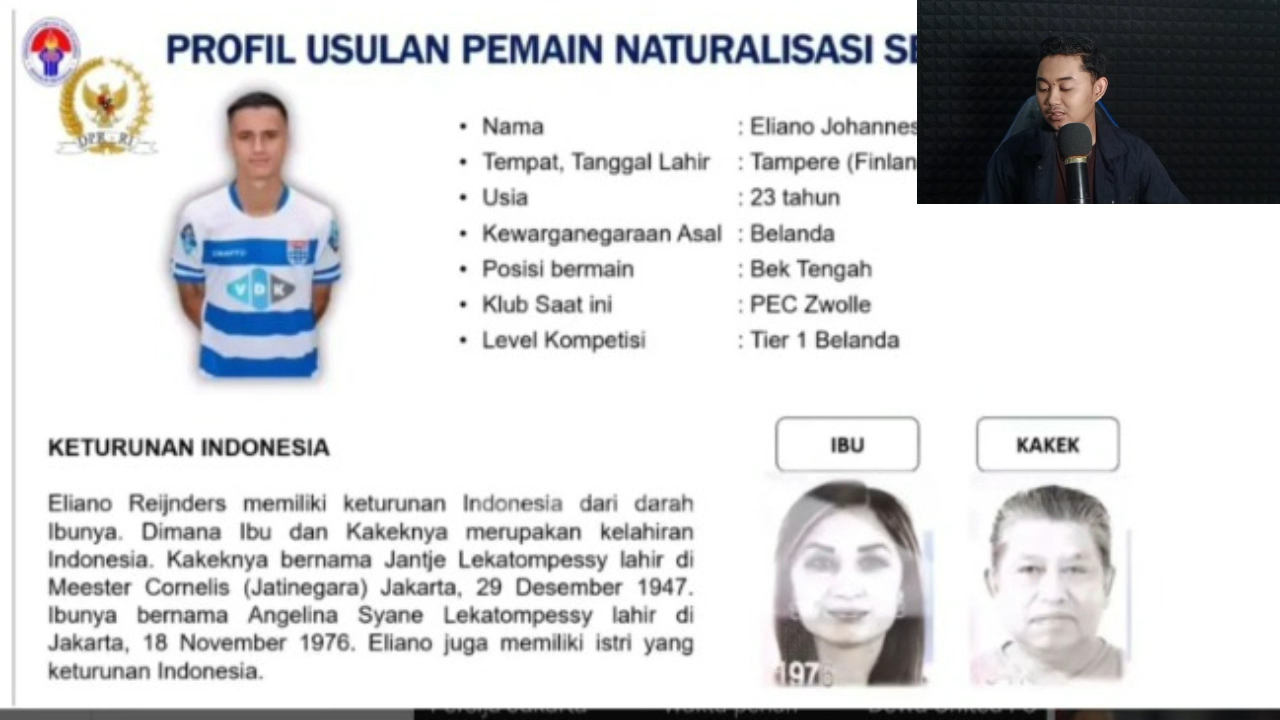 PROFIL USULAN PEMAIN NATURALISASI
DPR RI
• Nama : Eliano Johannes
• Tempat, Tanggal Lahir : Tampere (Finlan
• Usia : 23 tahun
• Kewarganegaraan Asal : Belanda
• Posisi bermain : Bek Tengah
• Klub Saat ini : PEC Zwolle
• Level Kompetisi : Tier 1 Belanda
VDK
KETURUNAN INDONESIA
IBU
KAKEK
Eliano Reijnders memiliki keturunan Indonesia dari darah
Ibunya. Dimana Ibu dan Kakeknya merupakan kelahiran
Indonesia. Kakeknya bernama Jantje Lekatompessy lahir di
Meester Cornelis (Jatinegara) Jakarta, 29 Desember 1947.
Ibunya bernama Angelina Syane Lekatompessy lahir di
Jakarta, 18 November 1976. Eliano juga memiliki istri yang
keturunan Indonesia.
1976